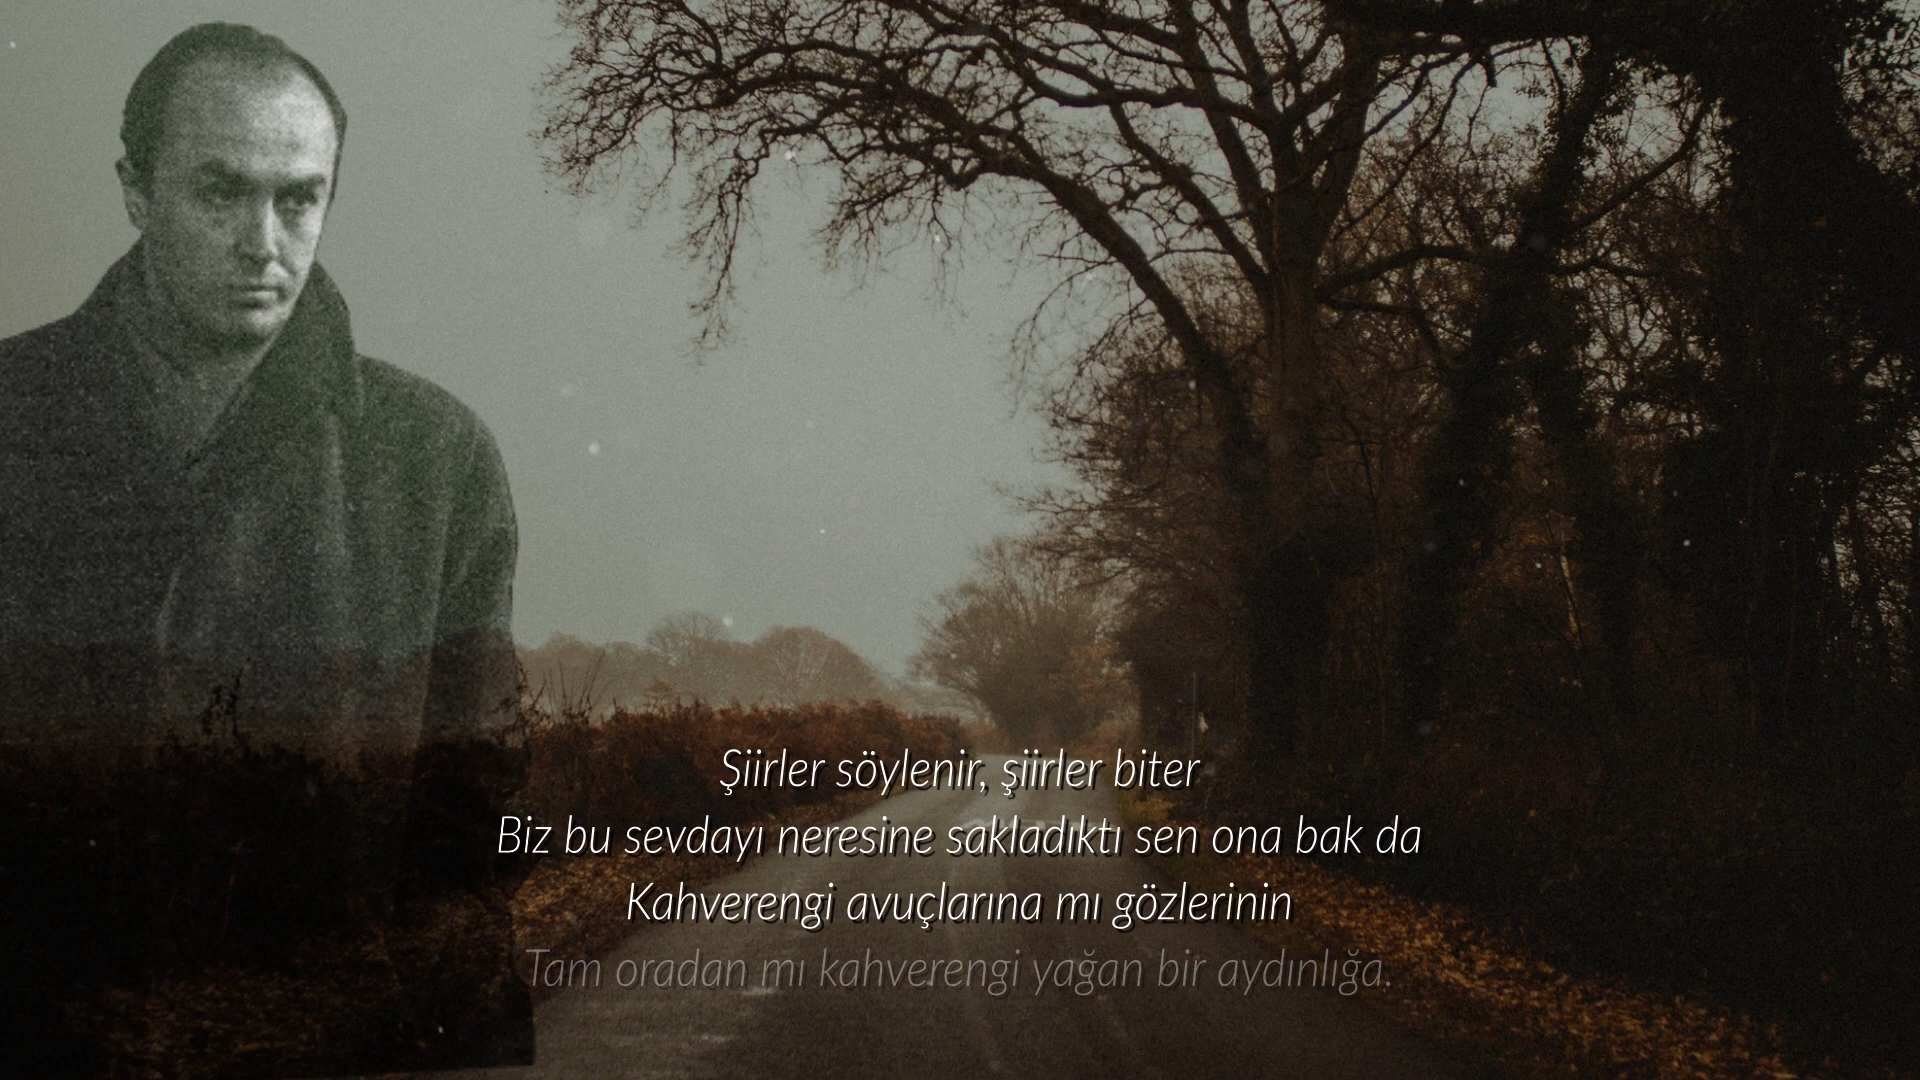 Şiirler söylenir, şiirler biter
Biz bu sevdayı neresine sakladıktı sen ona bak da
Kahverengi avuçlarına mı gözlerinin
Tam oradan mı kahverengi yağan bir aydınlığa.